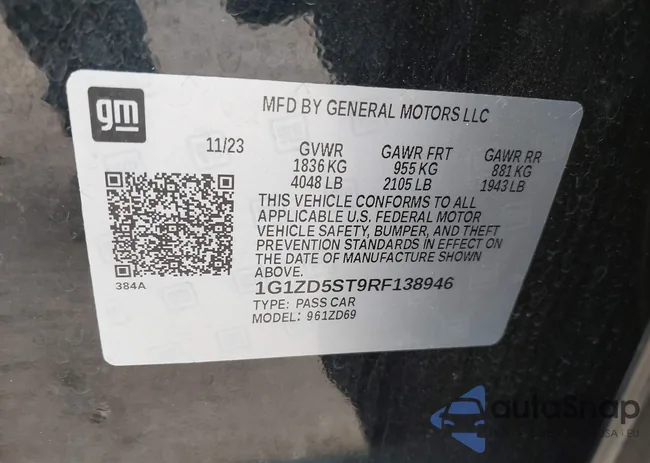 gm
MFD BY GENERAL MOTORS LLC
11/23 GVWR GAWR FRT GAWR RR
1836 KG 955 KG 881 KG
4048 LB 2105 LB 1943 LB
THIS VEHICLE CONFORMS TO ALL
APPLICABLE U.S. FEDERAL MOTOR
VEHICLE SAFETY, BUMPER, AND THEFT
PREVENTION STANDARDS IN EFFECT ON
THE DATE OF MANUFACTURE SHOWN
ABOVE.
384A
1G1ZD5ST9RF138946
TYPE: PASS CAR
MODEL: 961ZD69
autoSnap